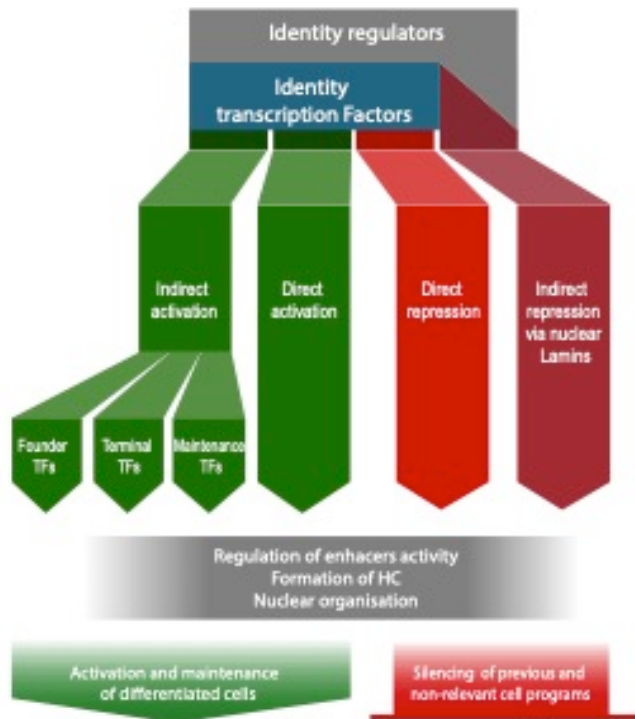 Identity regulators
Identity
transcription Factors
Indirect
activation
Direct
activation
Direct
repression
Indirect
repression
via nuclear
Lamins
Founder
TFs
Terminal
TFs
Maintenance
TFs
Regulation of enhacers activity
Formation of HC
Nuclear organisation
Activation and maintenance
of differentiated cells
Silencing of previous and
non-relevant cell programs